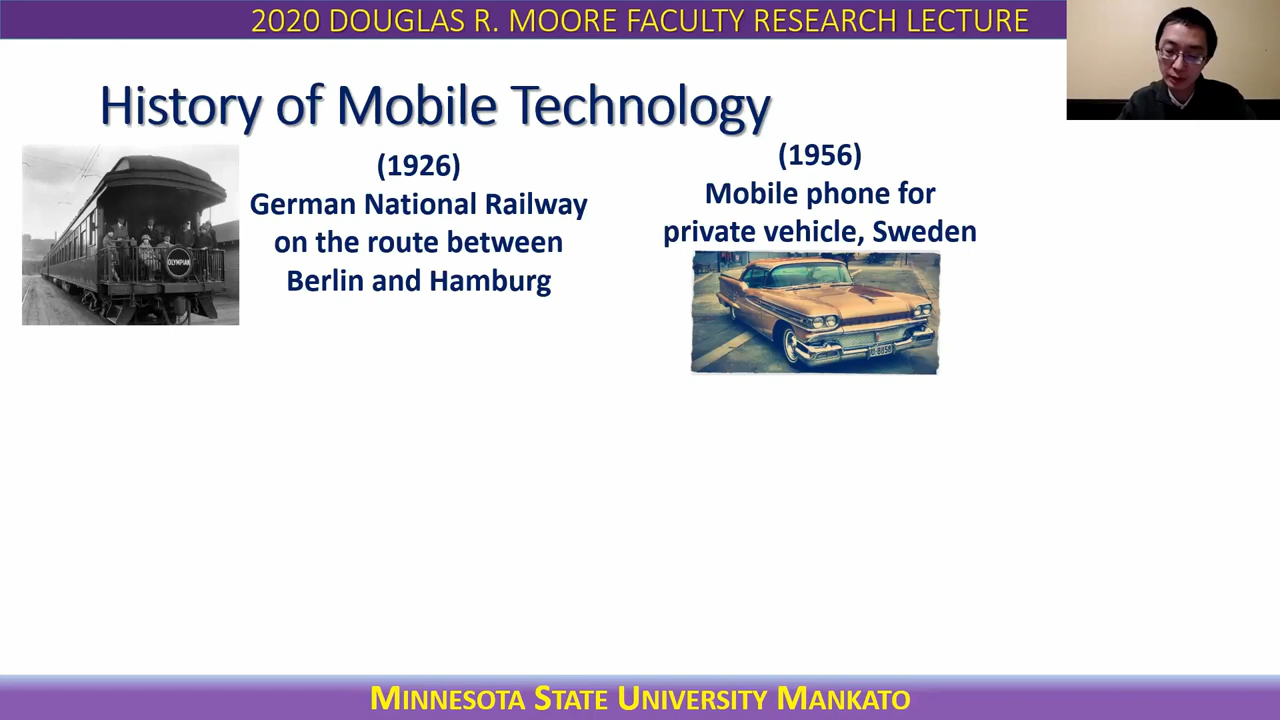 2020 DOUGLAS R. MOORE FACULTY RESEARCH LECTURE
History of Mobile Technology
(1926)
German National Railway
on the route between
Berlin and Hamburg
OLYMPIAN
(1956)
Mobile phone for
private vehicle, Sweden
MINNESOTA STATE UNIVERSITY MANKATO